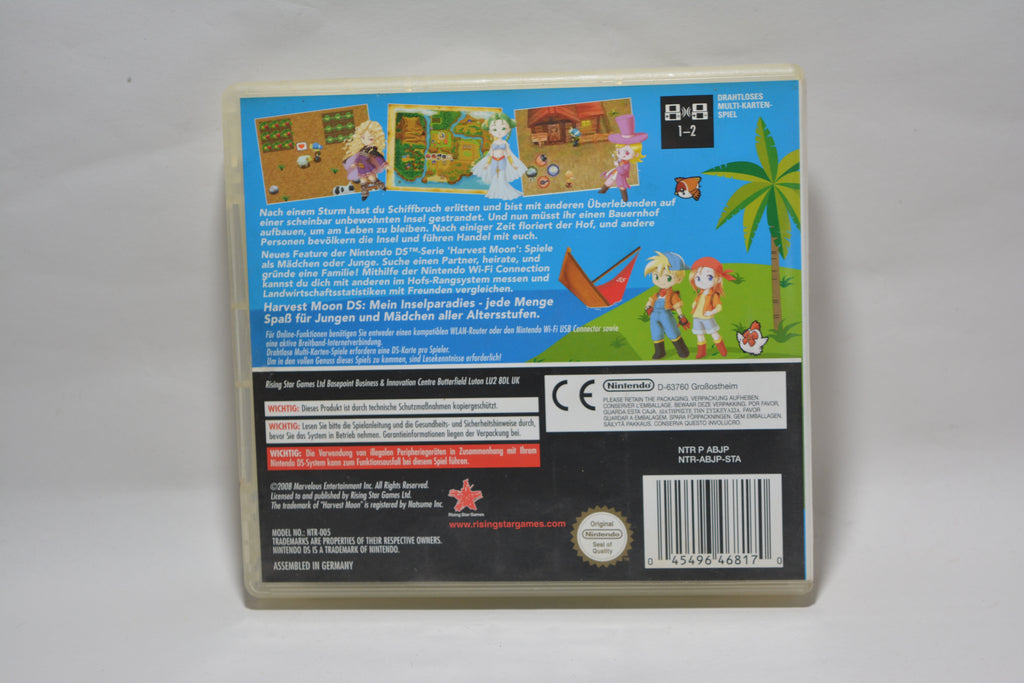 DRAHTLOSES
MULTI-KARTEN-
SPIEL
1–2
Nach einem Sturm hast du Schiffbruch erlitten und bist mit anderen Überlebenden auf
einer scheinbar unbewohnten Insel gestrandet. Und nun müsst ihr einen Bauernhof
aufbauen, um am Leben zu bleiben. Nach einiger Zeit floriert der Hof, und andere
Personen bevölkern die Insel und führen Handel mit euch.
Neues Feature der Nintendo DS™-Serie 'Harvest Moon': Spiele
als Mädchen oder Junge. Suche einen Partner, heirate, und
gründe eine Familie! Mithilfe der Nintendo Wi-Fi Connection
kannst du dich mit anderen im Hofs-Rangsystem messen und
Landwirtschaftsstatistiken mit Freunden vergleichen.
Harvest Moon DS: Mein Inselparadies - jede Menge
Spaß für Jungen und Mädchen aller Altersstufen.
Für Online-Funktionen benötigen Sie entweder einen kompatiblen WLAN-Router oder den Nintendo Wi-Fi USB Connector sowie
eine aktive Breitband-Internetverbindung.
Drahtlose Multi-Karten-Spiele erfordern eine DS-Karte pro Spieler.
Um in den vollen Genuss dieses Spiels zu kommen, sind Lesekenntnisse erforderlich!
Rising Star Games Ltd Basepoint Business & Innovation Centre Butterfield Luton LU2 8DL UK
WICHTIG: Dieses Produkt ist durch technische Schutzmaßnahmen kopiergeschützt.
WICHTIG: Lesen Sie bitte die Spielanleitung und die Gesundheits- und Sicherheitshinweise durch,
bevor Sie das System in Betrieb nehmen. Garantieinformationen liegen der Verpackung bei.
WICHTIG: Die Verwendung von illegalen Peripheriegeräten in Zusammenhang mit Ihrem
Nintendo DS-System kann zum Funktionsausfall bei diesem Spiel führen.
©2008 Marvelous Entertainment Inc. All Rights Reserved.
Licensed to and published by Rising Star Games Ltd.
The trademark of "Harvest Moon" is registered by Natsume Inc.
Rising Star Games
www.risingstargames.com
MODEL NO.: NTR-005
TRADEMARKS ARE PROPERTIES OF THEIR RESPECTIVE OWNERS.
NINTENDO DS IS A TRADEMARK OF NINTENDO.
ASSEMBLED IN GERMANY
CE
Nintendo D-63760 Großostheim
PLEASE RETAIN THE PACKAGING. VERPACKUNG AUFHEBEN.
CONSERVER L'EMBALLAGE. BEWAAR DEZE VERPAKKING. POR FAVOR,
GUARDA ESTA CAJA. ΔΙΑΤΗΡΗΣΤΕ ΤΗΝ ΣΥΣΚΕΥΑΣΙΑ. FAVOR
GUARDAR A EMBALAGEM. SPARA FÖRPACKNINGEN. GEM EMBALLAGEN.
SÄILYTÄ PAKKAUS. CONSERVA QUESTO INVOLUCRO.
NTR P ABJP
NTR-ABJP-STA
Original
Nintendo
Seal of
Quality
0 45496 46817 0